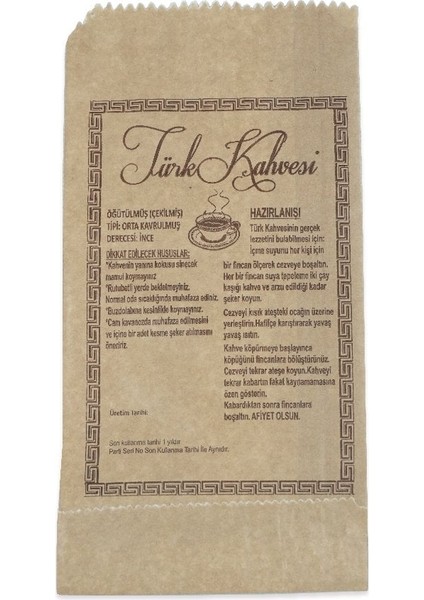 Türk Kahvesi
ÖĞÜTÜLMÜŞ (ÇEKİLMİŞ)
TİPİ: ORTA KAVRULMUŞ
DERECESİ: İNCE
DİKKAT EDİLECEK HUSUSLAR:
*Kahvenin yanına kokusu sinecek
mamul koymayınız.
*Rutubetli yerde bekletmeyiniz.
Normal oda sıcaklığında muhafaza ediniz.
*Buzdolabına kesinlikle koymayınız.
*Cam kavanozda muhafaza edilmesini
ve içine bir adet kesme şeker atılmasını
öneririz.
Üretim tarihi:
Son kullanma tarihi 1 yıldır.
Parti Seri No Son Kullanma Tarihi İle Aynıdır.
HAZIRLANIŞI
Türk Kahvesinin gerçek
lezzetini bulabilmesi için:
İçme suyunu her kişi için
bir fincan ölçerek cezveye boşaltın.
Her bir fincan suya tepeleme iki çay
kaşığı kahve ve arzu edildiği kadar
şeker koyun.
Cezveyi kısık ateşteki ocağın üzerine
yerleştirin. Hafifçe karıştırarak yavaş
yavaş ısıtın.
Kahve köpürmeye başlayınca
köpüğünü fincanlara bölüştürünüz.
Cezveyi tekrar ateşe koyun. Kahveyi
tekrar kabartın fakat kaynamamasına
özen gösterin.
Kabardıktan sonra fincanlara
boşaltın. AFİYET OLSUN.